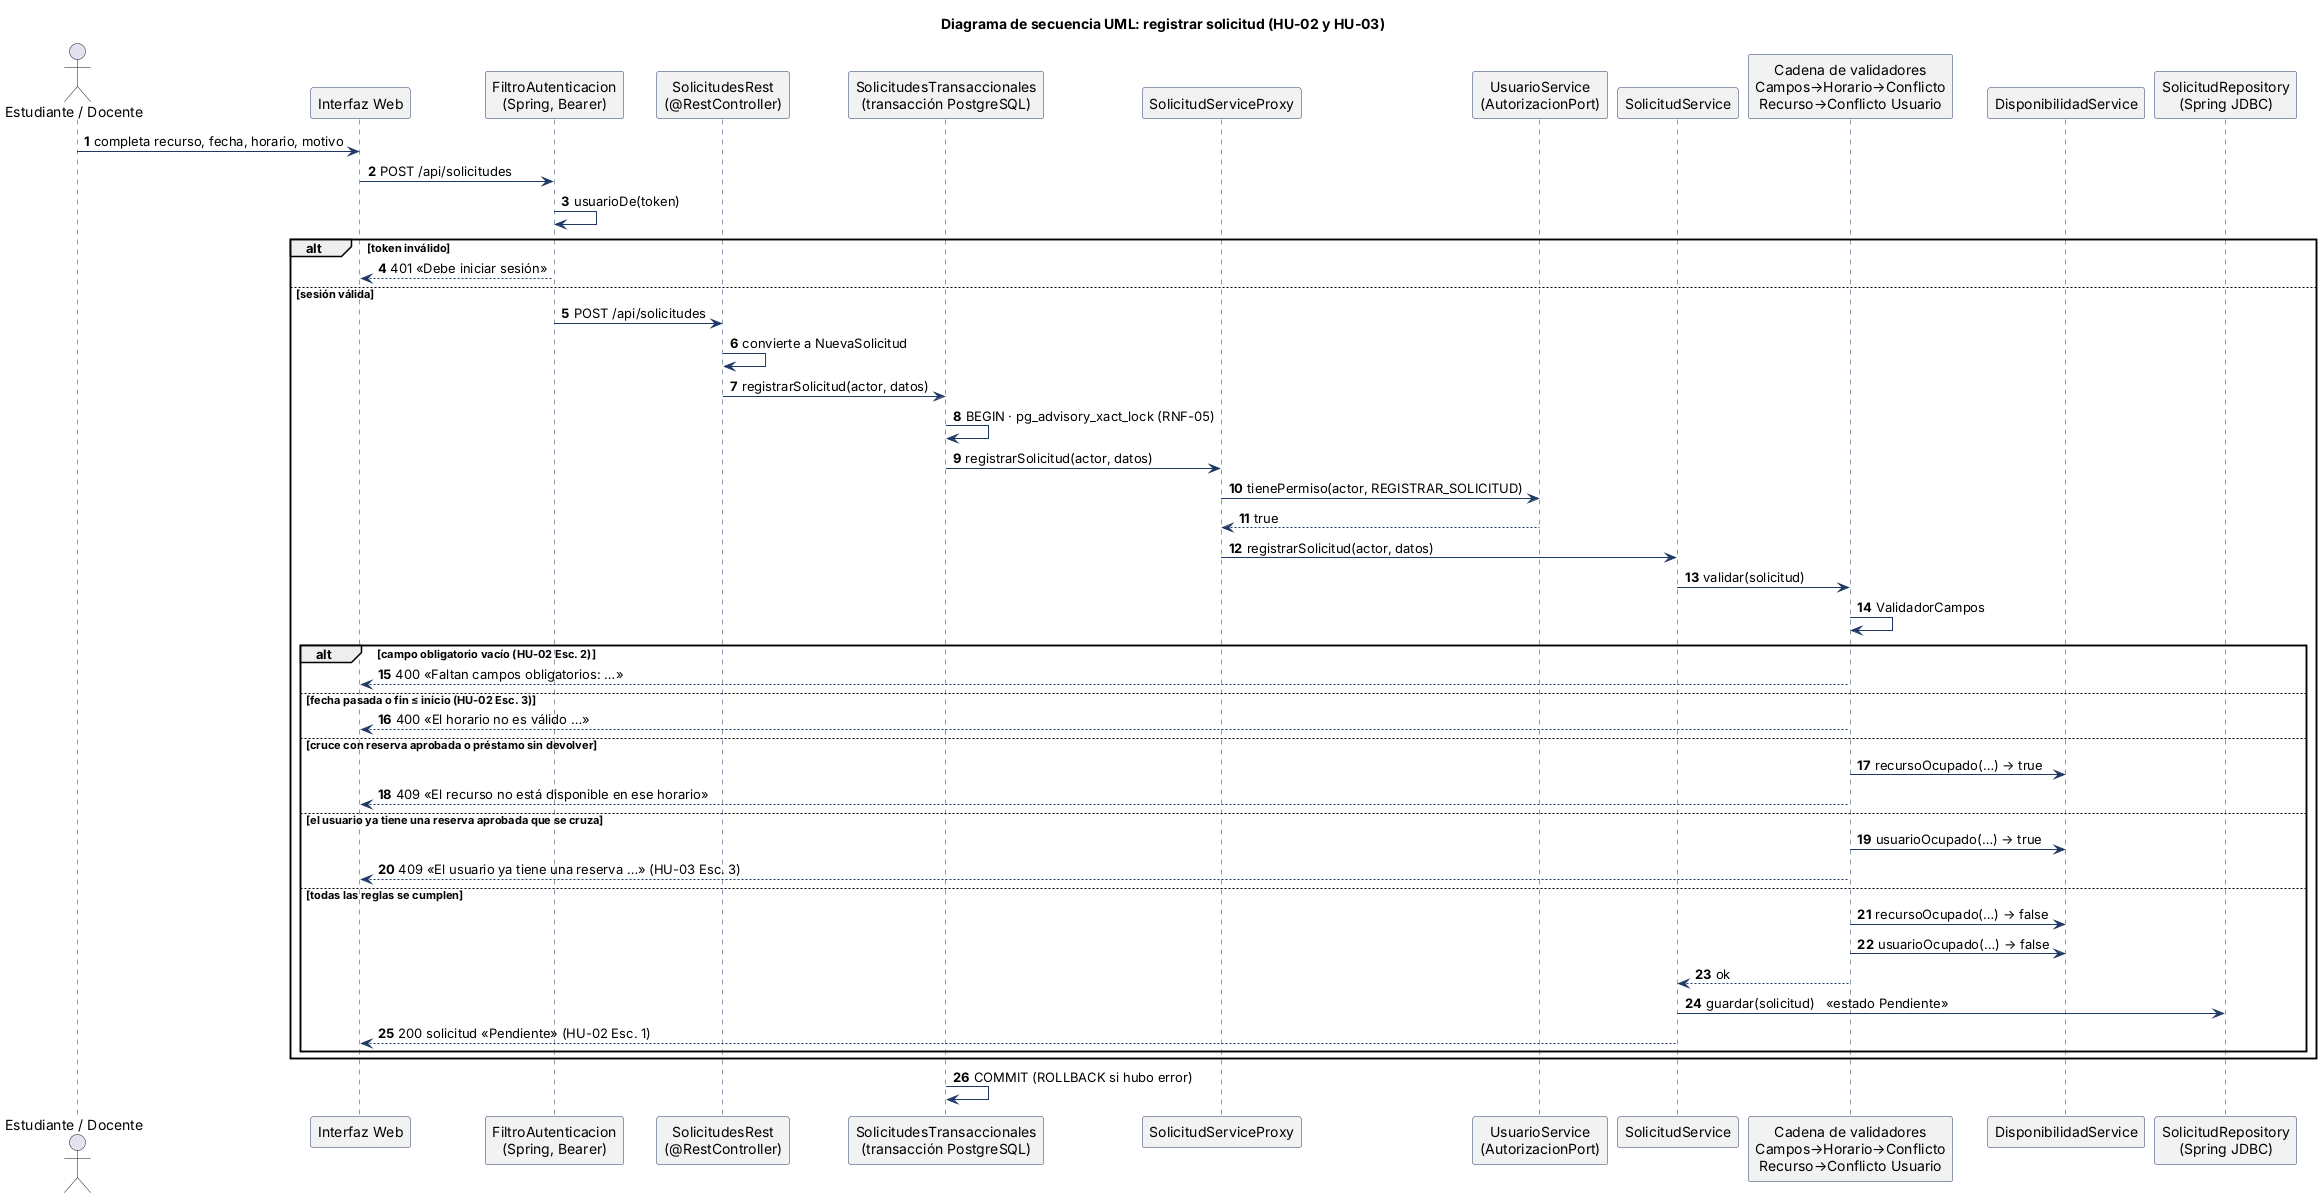 Diagrama de secuencia UML: registrar solicitud (HU-02 y HU-03)
Estudiante / Docente
Interfaz Web
FiltroAutenticacion
(Spring, Bearer)
SolicitudesRest
(@RestController)
SolicitudesTransaccionales
(transacción PostgreSQL)
SolicitudServiceProxy
UsuarioService
(AutorizacionPort)
SolicitudService
Cadena de validadores
Campos→Horario→Conflicto
Recurso→Conflicto Usuario
DisponibilidadService
SolicitudRepository
(Spring JDBC)
1 completa recurso, fecha, horario, motivo
2 POST /api/solicitudes
3 usuarioDe(token)
alt [token inválido]
4 401 «Debe iniciar sesión»
[sesión válida]
5 POST /api/solicitudes
6 convierte a NuevaSolicitud
7 registrarSolicitud(actor, datos)
8 BEGIN · pg_advisory_xact_lock (RNF-05)
9 registrarSolicitud(actor, datos)
10 tienePermiso(actor, REGISTRAR_SOLICITUD)
11 true
12 registrarSolicitud(actor, datos)
13 validar(solicitud)
14 ValidadorCampos
alt [campo obligatorio vacío (HU-02 Esc. 2)]
15 400 «Faltan campos obligatorios: ...»
[fecha pasada o fin ≤ inicio (HU-02 Esc. 3)]
16 400 «El horario no es válido ...»
[cruce con reserva aprobada o préstamo sin devolver]
17 recursoOcupado(...) → true
18 409 «El recurso no está disponible en ese horario»
[el usuario ya tiene una reserva aprobada que se cruza]
19 usuarioOcupado(...) → true
20 409 «El usuario ya tiene una reserva ...» (HU-03 Esc. 3)
[todas las reglas se cumplen]
21 recursoOcupado(...) → false
22 usuarioOcupado(...) → false
23 ok
24 guardar(solicitud) «estado Pendiente»
25 200 solicitud «Pendiente» (HU-02 Esc. 1)
26 COMMIT (ROLLBACK si hubo error)
Estudiante / Docente
Interfaz Web
FiltroAutenticacion
(Spring, Bearer)
SolicitudesRest
(@RestController)
SolicitudesTransaccionales
(transacción PostgreSQL)
SolicitudServiceProxy
UsuarioService
(AutorizacionPort)
SolicitudService
Cadena de validadores
Campos→Horario→Conflicto
Recurso→Conflicto Usuario
DisponibilidadService
SolicitudRepository
(Spring JDBC)